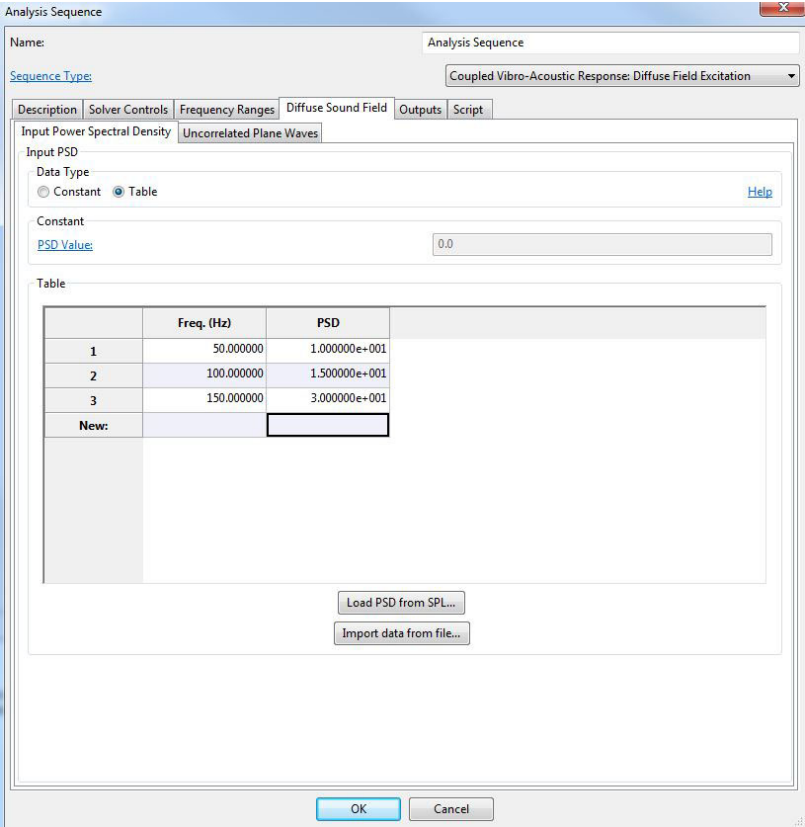 Analysis Sequence
Name: Analysis Sequence
Sequence Type: Coupled Vibro-Acoustic Response: Diffuse Field Excitation
Description Solver Controls Frequency Ranges Diffuse Sound Field Outputs Script
Input Power Spectral Density Uncorrelated Plane Waves
Input PSD
Data Type
Constant Table Help
Constant
PSD Value: 0.0
Table
Freq. (Hz) PSD
1 50.000000 1.000000e+001
2 100.000000 1.500000e+001
3 150.000000 3.000000e+001
New:
Load PSD from SPL...
Import data from file...
OK Cancel